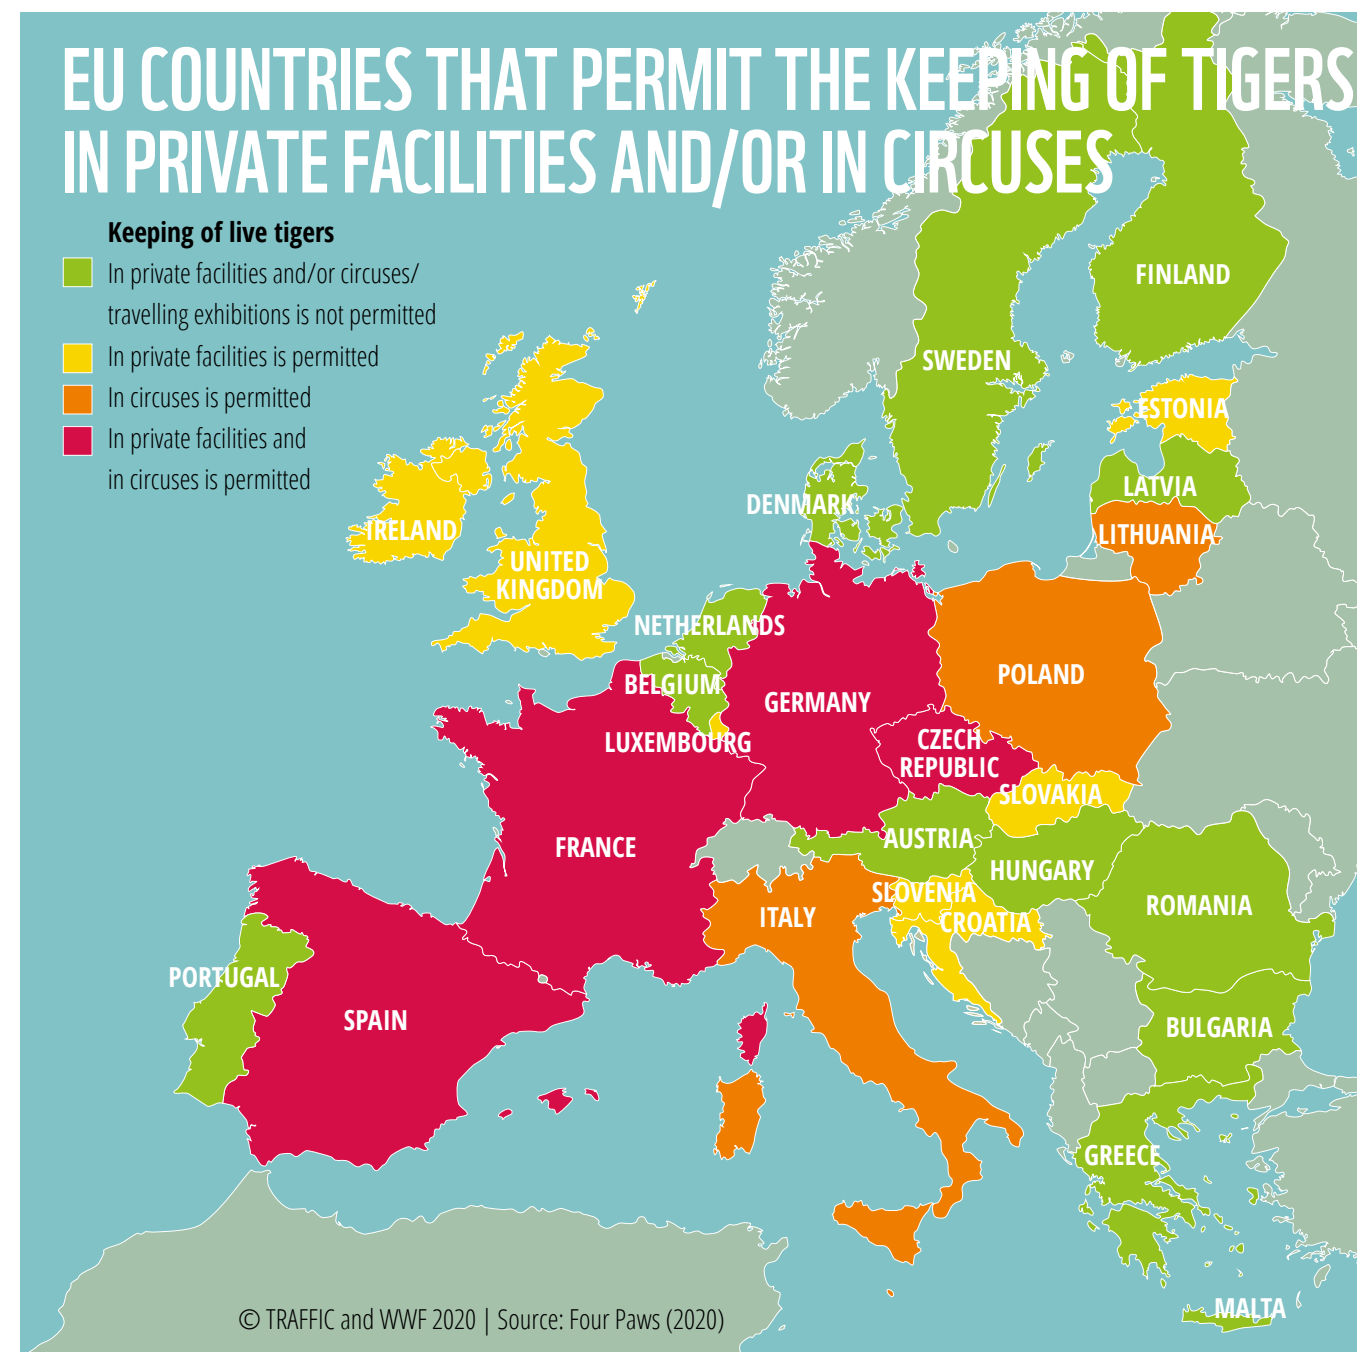 EU COUNTRIES THAT PERMIT THE KEEPING OF TIGERS
IN PRIVATE FACILITIES AND/OR IN CIRCUSES
Keeping of live tigers
In private facilities and/or circuses/
travelling exhibitions is not permitted
In private facilities is permitted
In circuses is permitted
In private facilities and
in circuses is permitted
FINLAND
SWEDEN
ESTONIA
LATVIA
DENMARK
LITHUANIA
IRELAND
UNITED
KINGDOM
NETHERLANDS
BELGIUM
POLAND
GERMANY
LUXEMBOURG
CZECH
REPUBLIC
SLOVAKIA
FRANCE
AUSTRIA
HUNGARY
SLOVENIA
ROMANIA
ITALY
CROATIA
PORTUGAL
SPAIN
BULGARIA
GREECE
MALTA
© TRAFFIC and WWF 2020 | Source: Four Paws (2020)